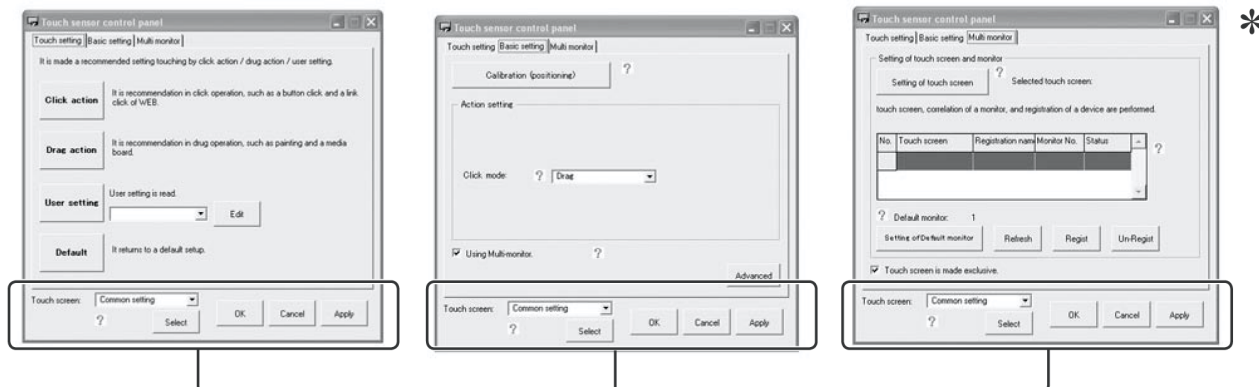 Touch sensor control panel
Touch setting Basic setting Multi monitor
It is made a recommended setting touching by click action / drug action / user setting.
Click action
It is recommendation in click operation, such as a button click and a link
click of WEB.
Drag action
It is recommendation in drug operation, such as painting and a media
board.
User setting
User setting is read.
Edit
Default
It returns to a default setup.
Touch screen: Common setting
? Select OK Cancel Apply
Touch sensor control panel
Touch setting Basic setting Multi monitor
Calibration (positioning) ?
Action setting
Click mode: ? Drag
Using Multi-monitor. ?
Advanced
Touch screen: Common setting
? Select OK Cancel Apply
Touch sensor control panel
Touch setting Basic setting Multi monitor
Setting of touch screen and monitor
Setting of touch screen ? Selected touch screen:
touch screen, correlation of a monitor, and registration of a device are performed.
No. Touch screen Registration nam Monitor No. Status
?
? Default monitor: 1
Setting of Default monitor Refresh Regist Un-Regist
Touch screen is made exclusive.
Touch screen: Common setting
? Select OK Cancel Apply
*